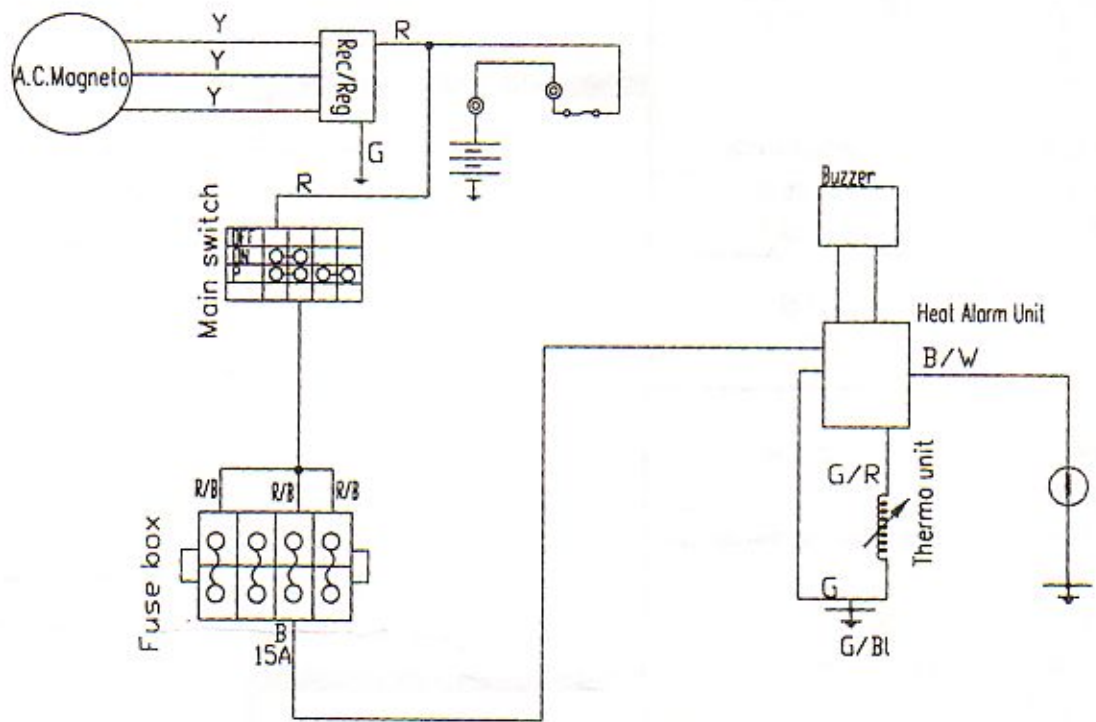 A.C.Magneto
Y
Y
Y
Rec/Reg
R
G
R
Main switch
OFF
ON
P
Buzzer
Heat Alarm Unit
B/W
G/R
Thermo unit
G
G/Bl
R/B
R/B
R/B
Fuse box
B
15A